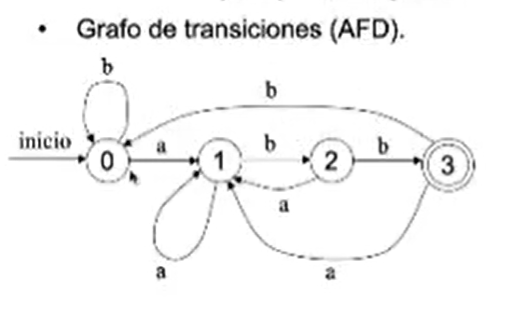 • Grafo de transiciones (AFD).
b
b
inicio
0
a
1
b
2
b
3
a
a
a